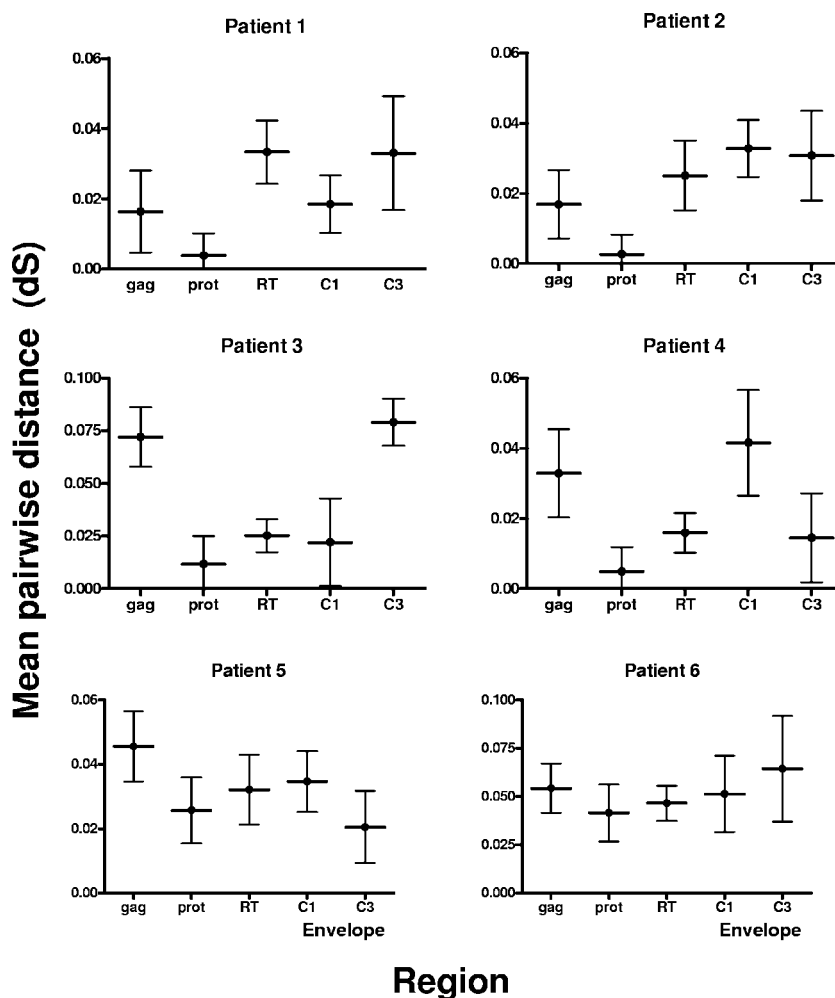 Mean pairwise distance (dS)
Patient 1
0.06
0.04
0.02
0.00
gag prot RT C1 C3
Patient 2
0.06
0.04
0.02
0.00
gag prot RT C1 C3
Patient 3
0.100
0.075
0.050
0.025
0.000
gag prot RT C1 C3
Patient 4
0.06
0.04
0.02
0.00
gag prot RT C1 C3
Patient 5
0.06
0.04
0.02
0.00
gag prot RT C1 C3
Envelope
Patient 6
0.100
0.075
0.050
0.025
0.000
gag prot RT C1 C3
Envelope
Region